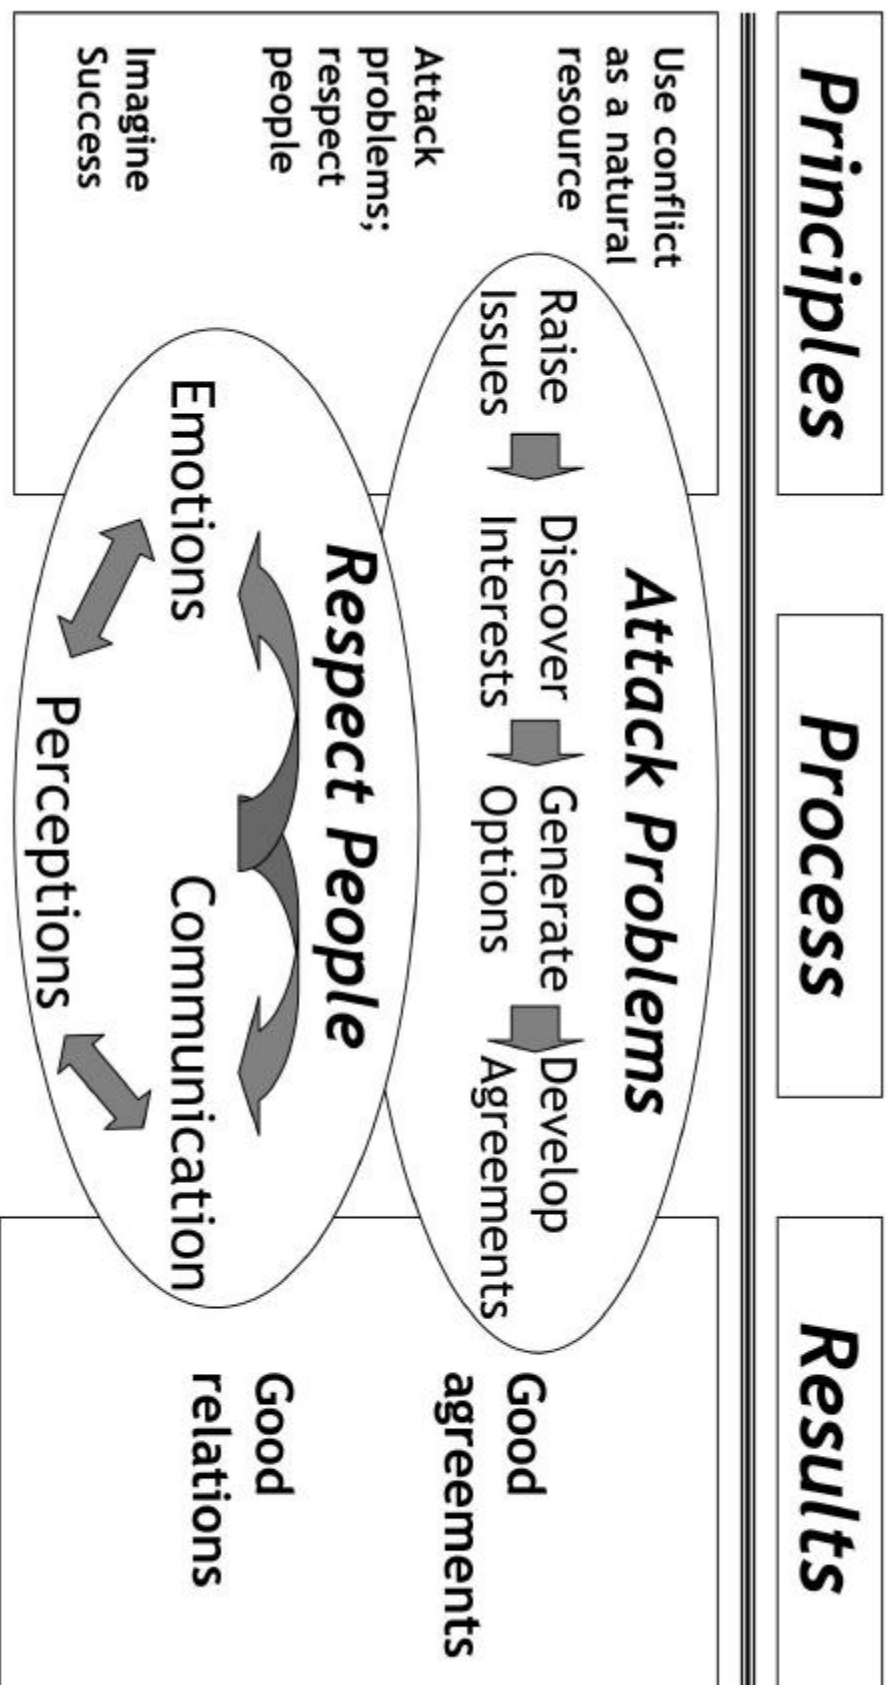 Principles
Process
Results
Use conflict
as a natural
resource
Attack
problems;
respect
people
Imagine
Success
Attack Problems
Raise
Issues
Discover
Interests
Generate
Options
Develop
Agreements
Respect People
Emotions
Perceptions
Communication
Good
agreements
Good
relations